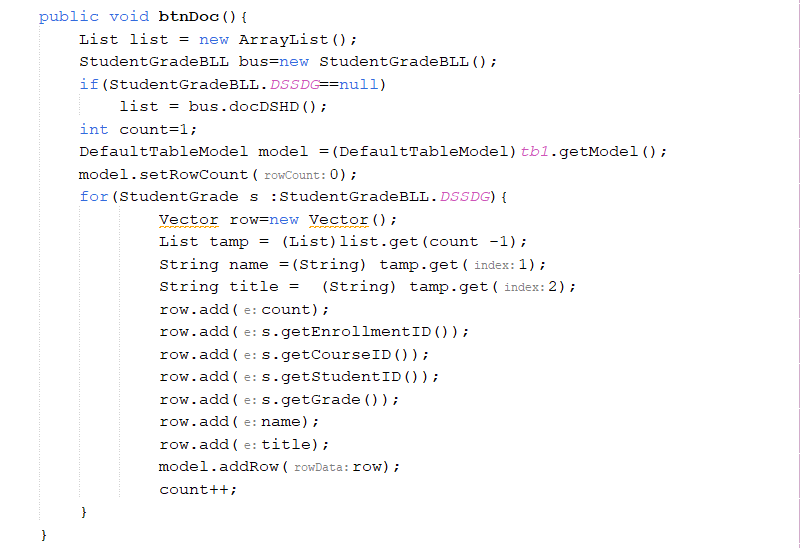 public void btnDoc(){
List list = new ArrayList();
StudentGradeBLL bus=new StudentGradeBLL();
if(StudentGradeBLL.DSSDG==null)
list = bus.docDSHD();
int count=1;
DefaultTableModel model =(DefaultTableModel)tb1.getModel();
model.setRowCount( rowCount: 0);
for(StudentGrade s :StudentGradeBLL.DSSDG){
Vector row=new Vector();
List tamp = (List)list.get(count -1);
String name =(String) tamp.get( index: 1);
String title =  (String) tamp.get( index: 2);
row.add( e: count);
row.add( e: s.getEnrollmentID());
row.add( e: s.getCourseID());
row.add( e: s.getStudentID());
row.add( e: s.getGrade());
row.add( e: name);
row.add( e: title);
model.addRow( rowData: row);
count++;
}
}